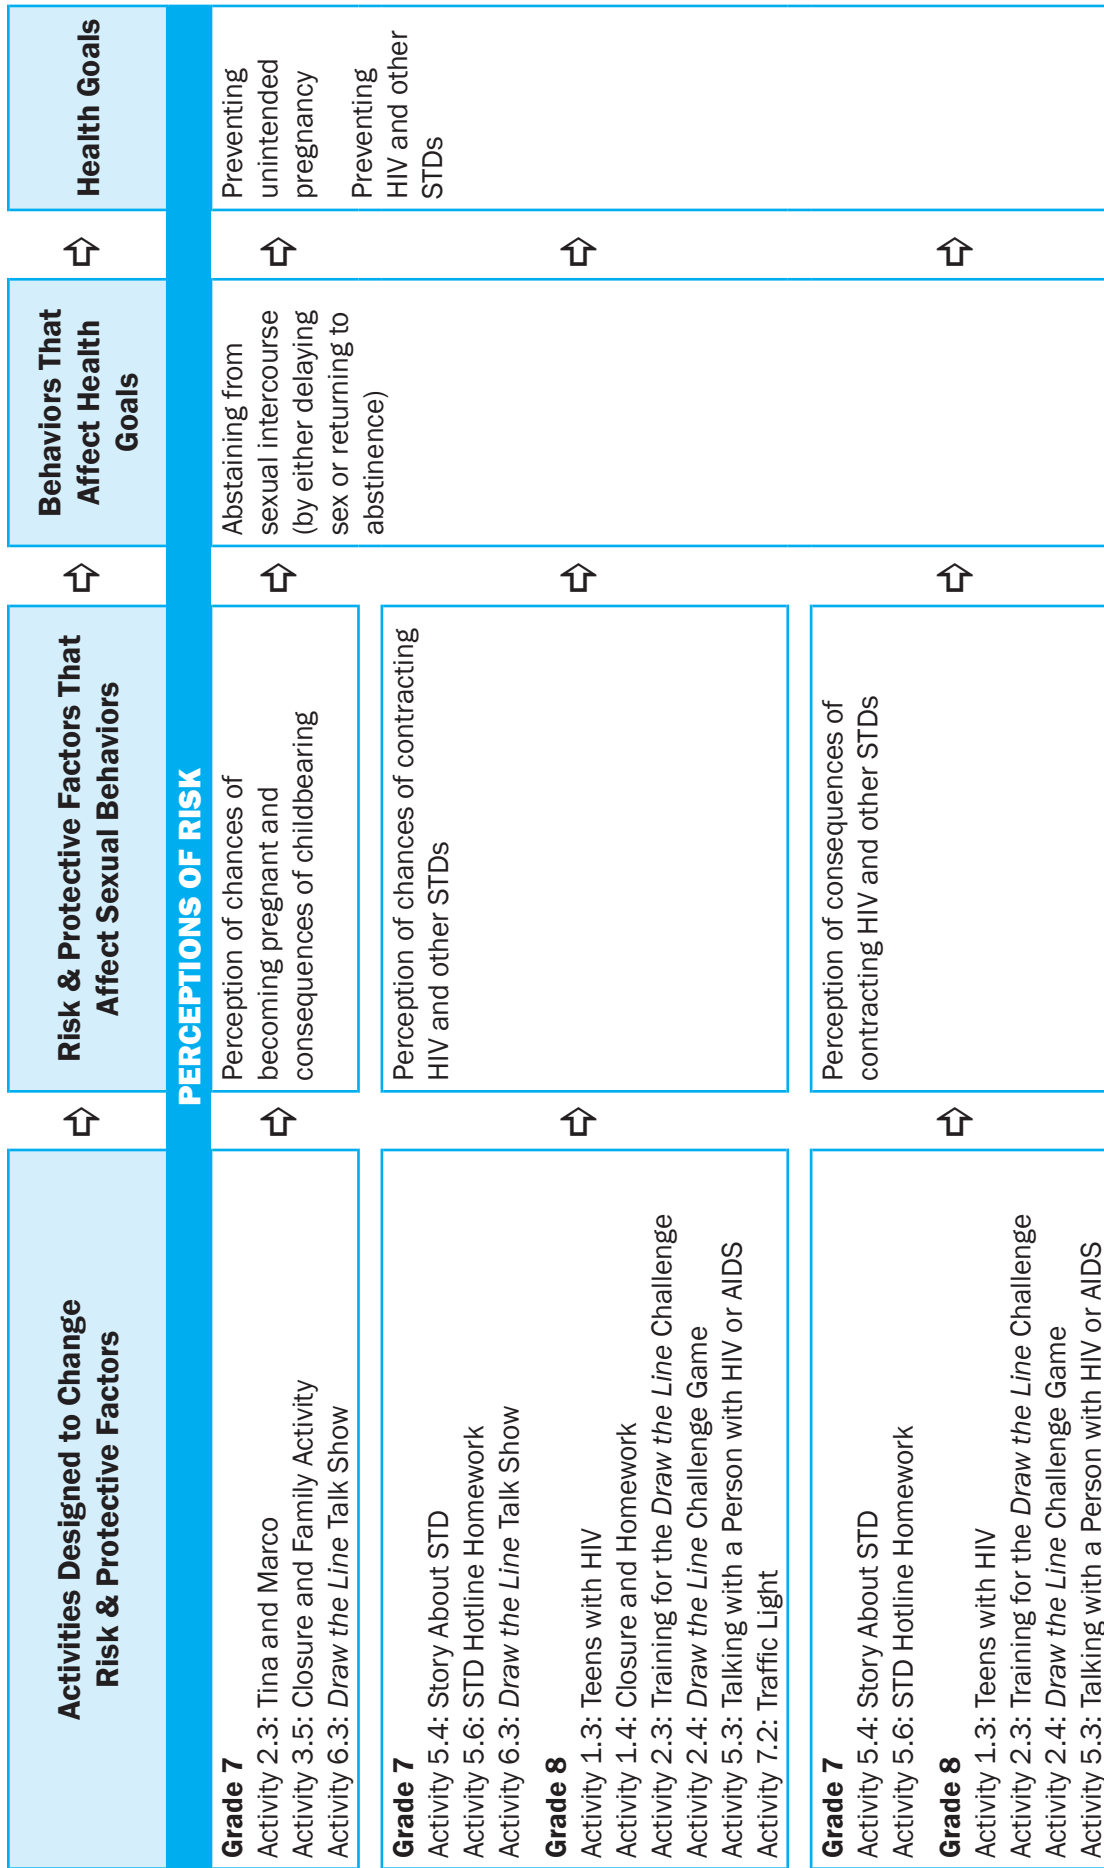 Activities Designed to Change
Risk & Protective Factors
Risk & Protective Factors That
Affect Sexual Behaviors
Behaviors That
Affect Health
Goals
Health Goals
PERCEPTIONS OF RISK
Grade 7
Activity 2.3: Tina and Marco
Activity 3.5: Closure and Family Activity
Activity 6.3: Draw the Line Talk Show
Perception of chances of
becoming pregnant and
consequences of childbearing
Abstaining from
sexual intercourse
(by either delaying
sex or returning to
abstinence)
Preventing
unintended
pregnancy
Preventing
HIV and other
STDs
Grade 7
Activity 5.4: Story About STD
Activity 5.6: STD Hotline Homework
Activity 6.3: Draw the Line Talk Show
Grade 8
Activity 1.3: Teens with HIV
Activity 1.4: Closure and Homework
Activity 2.3: Training for the Draw the Line Challenge
Activity 2.4: Draw the Line Challenge Game
Activity 5.3: Talking with a Person with HIV or AIDS
Activity 7.2: Traffic Light
Perception of chances of contracting
HIV and other STDs
Grade 7
Activity 5.4: Story About STD
Activity 5.6: STD Hotline Homework
Grade 8
Activity 1.3: Teens with HIV
Activity 2.3: Training for the Draw the Line Challenge
Activity 2.4: Draw the Line Challenge Game
Activity 5.3: Talking with a Person with HIV or AIDS
Perception of consequences of
contracting HIV and other STDs